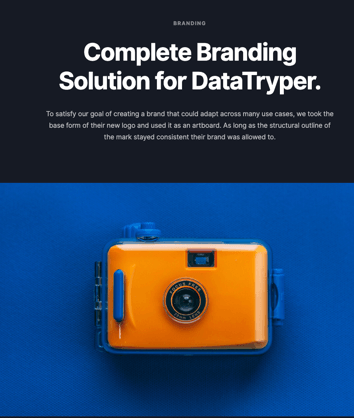 BRANDING
Complete Branding
Solution for DataTryper.
To satisfy our goal of creating a brand that could adapt across many use cases, we took the
base form of their new logo and used it as an artboard. As long as the structural outline of
the mark stayed consistent their brand was allowed to.